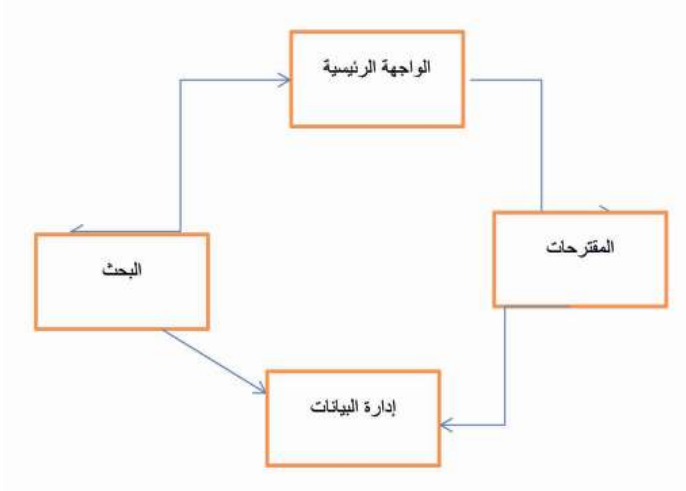 الواجهة الرئيسية
المقترحات
البحث
إدارة البيانات